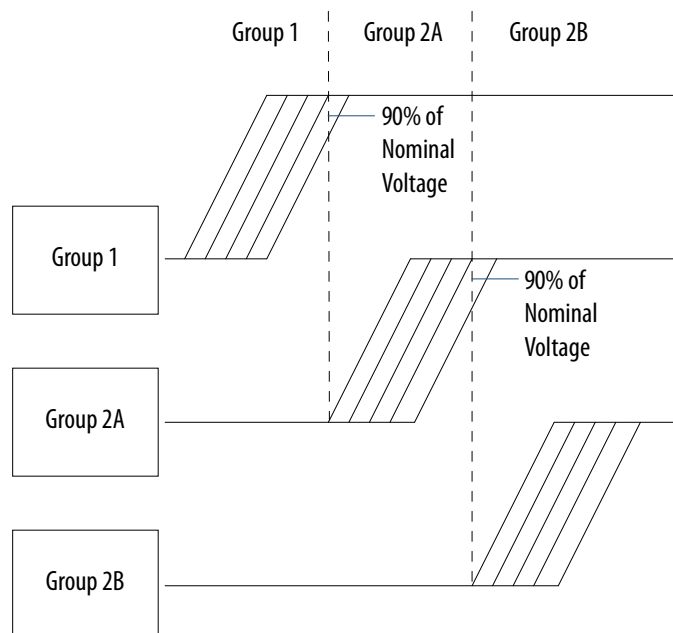 Group 1
Group 2A
Group 2B
90% of
Nominal
Voltage
Group 1
90% of
Nominal
Voltage
Group 2A
Group 2B